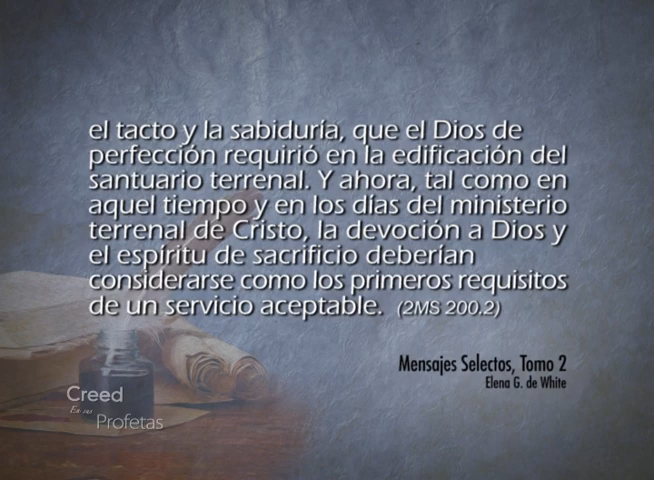 el tacto y la sabiduría, que el Dios de
perfección requirió en la edificación del
santuario terrenal. Y ahora, tal como en
aquel tiempo y en los días del ministerio
terrenal de Cristo, la devoción a Dios y
el espíritu de sacrificio deberían
considerarse como los primeros requisitos
de un servicio aceptable. (2MS 200.2)
Mensajes Selectos, Tomo 2
Elena G. de White
Creed
En sus
Profetas